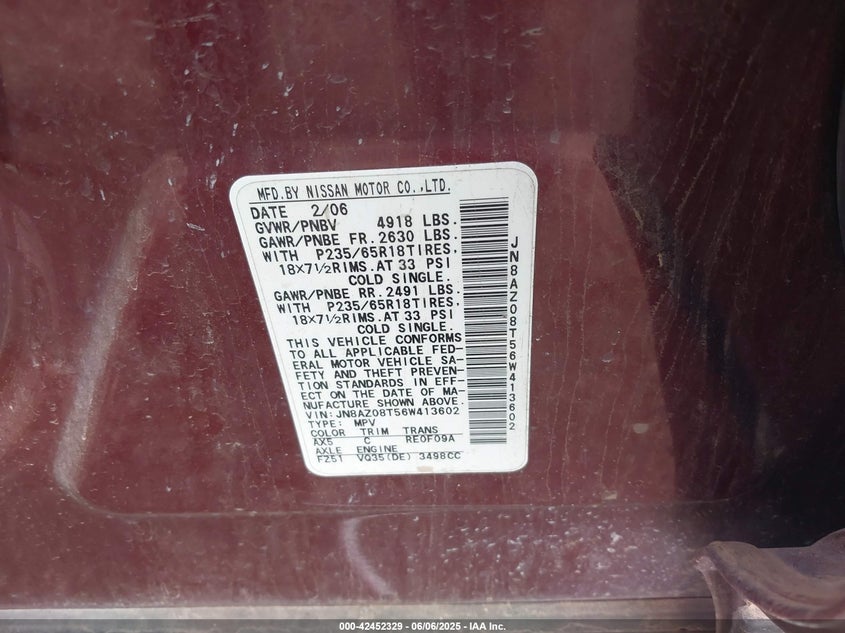 MFD.BY NISSAN MOTOR CO.,LTD.
DATE 2/06
GVWR/PNBV 4918 LBS.
GAWR/PNBE FR.2630 LBS.
WITH P235/65R18TIRES.
18X7½RIMS.AT 33 PSI
COLD SINGLE.
GAWR/PNBE RR.2491 LBS.
WITH P235/65R18TIRES.
18X7½RIMS.AT 33 PSI
COLD SINGLE.
THIS VEHICLE CONFORMS
TO ALL APPLICABLE FED-
ERAL MOTOR VEHICLE SA-
FETY AND THEFT PREVEN-
TION STANDARDS IN EFF-
ECT ON THE DATE OF MA-
NUFACTURE SHOWN ABOVE.
VIN:JN8AZ08T56W413602
TYPE: MPV
COLOR TRIM TRANS
AX5 C RE0F09A
AXLE ENGINE
FZ51 VQ35(DE) 3498CC
JN8AZ08T56W413602
000-42452329 - 06/06/2025 - IAA Inc.